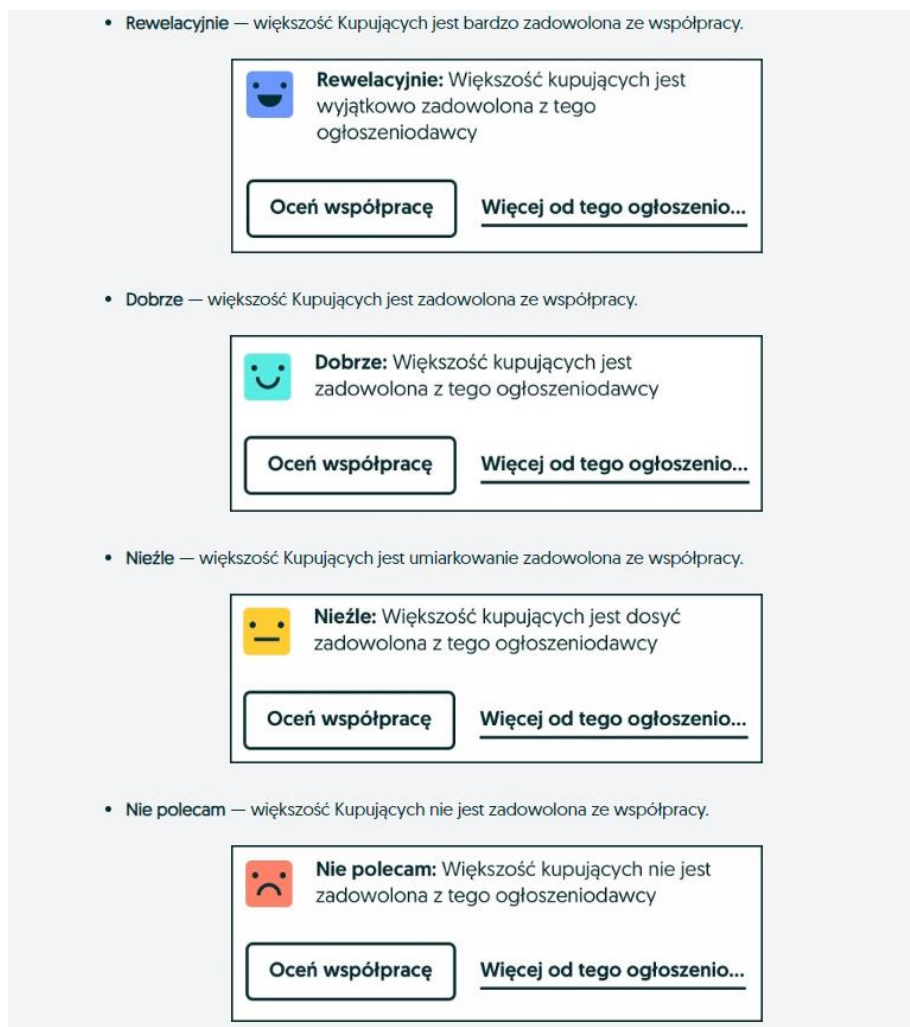 • Rewelacyjnie — większość Kupujących jest bardzo zadowolona ze współpracy.
Rewelacyjnie: Większość kupujących jest
wyjątkowo zadowolona z tego
ogłoszeniodawcy
Oceń współpracę Więcej od tego ogłoszenio...
• Dobrze — większość Kupujących jest zadowolona ze współpracy.
Dobrze: Większość kupujących jest
zadowolona z tego ogłoszeniodawcy
Oceń współpracę Więcej od tego ogłoszenio...
• Nieźle — większość Kupujących jest umiarkowanie zadowolona ze współpracy.
Nieźle: Większość kupujących jest dosyć
zadowolona z tego ogłoszeniodawcy
Oceń współpracę Więcej od tego ogłoszenio...
• Nie polecam — większość Kupujących nie jest zadowolona ze współpracy.
Nie polecam: Większość kupujących nie jest
zadowolona z tego ogłoszeniodawcy
Oceń współpracę Więcej od tego ogłoszenio...